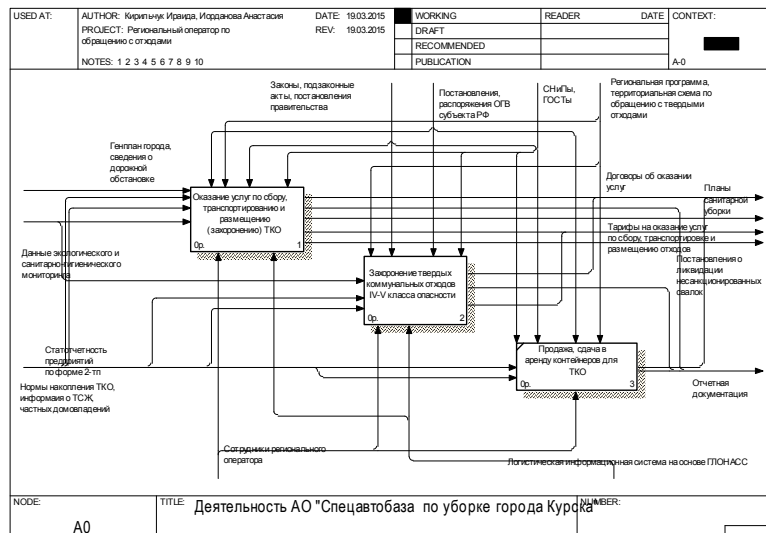 USED AT:
AUTHOR: Кирильчук Ираида, Иорданова Анастасия
DATE: 19.03.2015
PROJECT: Региональный оператор по
обращению с отходами
REV: 19.03.2015
NOTES: 1 2 3 4 5 6 7 8 9 10
WORKING
DRAFT
RECOMMENDED
PUBLICATION
READER
DATE
CONTEXT:
A-0
Законы, подзаконные
акты, постановления
правительства
Постановления,
распоряжения ОГВ
субъекта РФ
СНиПы,
ГОСТы
Региональная программа,
территориальная схема по
обращению с твердыми
отходами
Генплан города,
сведения о
дорожной
обстановке
Оказание услуг по сбору,
транспортированию и
размещению
(захоронению) ТКО
0р.
1
Договоры об оказании
услуг
Планы
санитарной
уборки
Тарифы на оказание услуг
по сбору, транспортировке и
размещению отходов
Данные экологического и
санитарно-гигиенического
мониторинга
Захоронение твердых
коммунальных отходов
IV-V класса опасности
0р.
2
Постановления о
ликвидации
несанкционированных
свалок
Статотчетность
предприятий
по форме 2-тп
Продажа, сдача в
аренду контейнеров для
ТКО
0р.
3
Нормы накопления ТКО,
информаия о ТСЖ,
частных домовладений
Отчетная
документация
Сотрудники регионального
оператора
Логистическая информационная система на основе ГЛОНАСС
NODE:
A0
TITLE:
Деятельность АО "Спецавтобаза по уборке города Курска"
NUMBER: